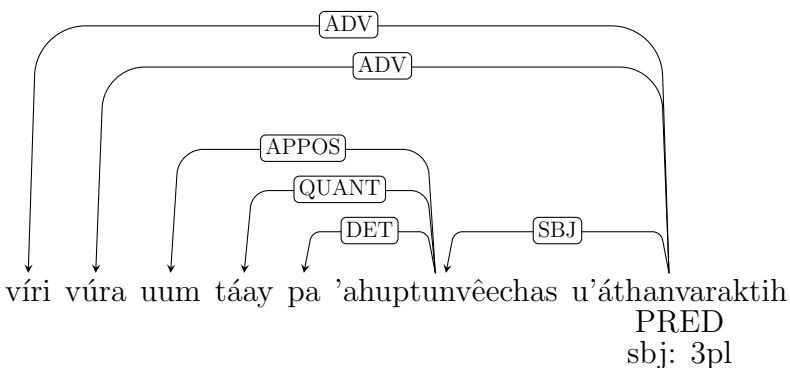 ADV
ADV
APPOS
QUANT
DET SBJ
víri vúra uum táay pa 'ahuptunvêechas u'áthanvaraktih
PRED
sbj: 3pl